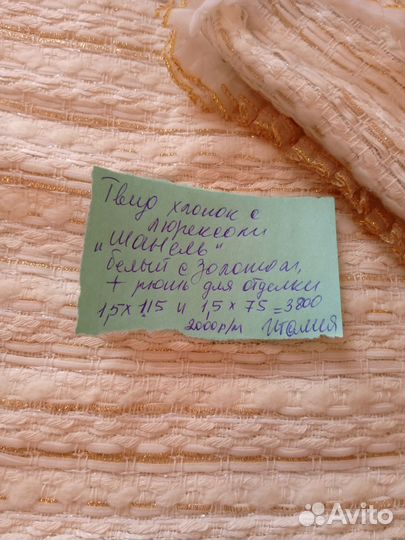 Твид хлопок с
люрексом
"Шанель"
белый с золотом,
+ рюш для отделки
1,5 х 1,15 и 1,5 х 75 = 3800
2000р/м Италия
Avito